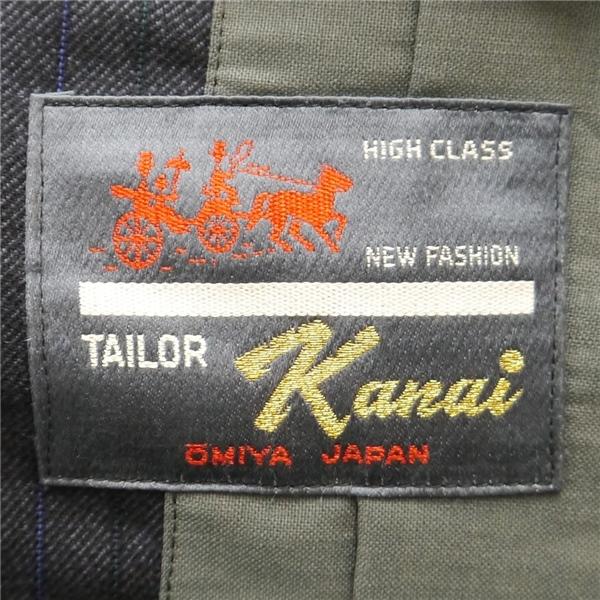 HIGH CLASS
NEW FASHION
TAILOR Kanai
ŌMIYA JAPAN